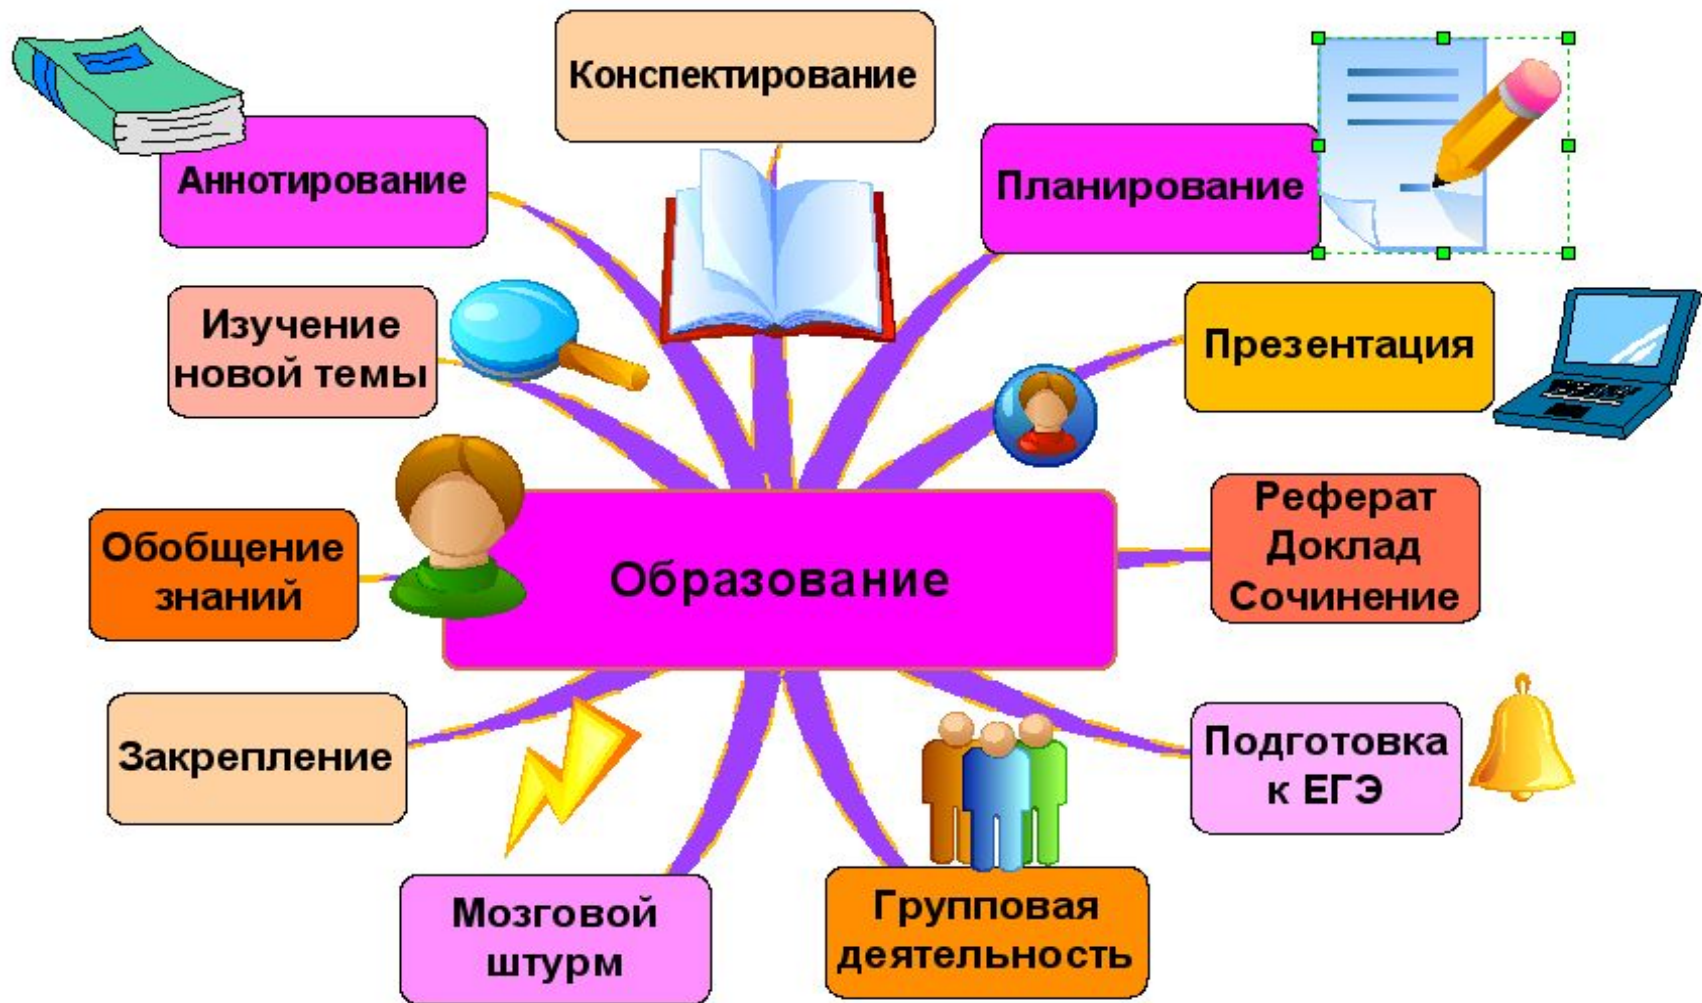 Конспектирование
Аннотирование
Планирование
Изучение
новой темы
Презентация
Обобщение
знаний
Образование
Реферат
Доклад
Сочинение
Закрепление
Подготовка
к ЕГЭ
Мозговой
штурм
Групповая
деятельность